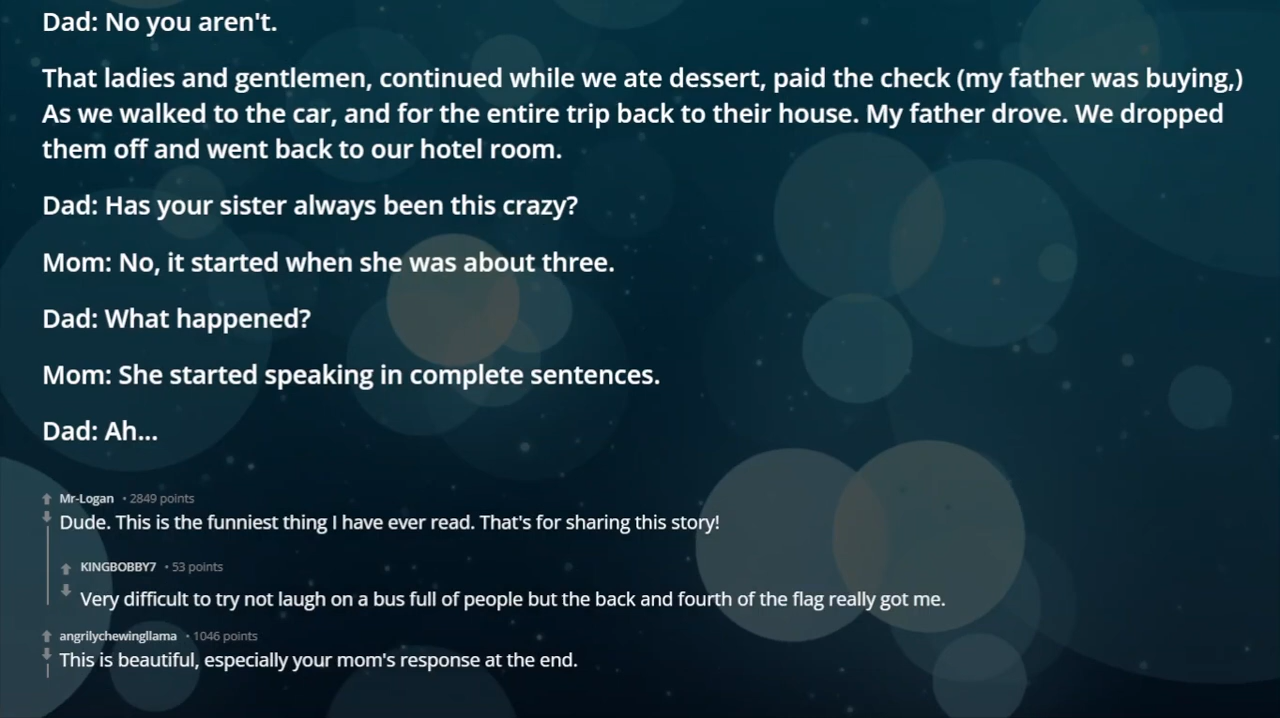 Dad: No you aren't.
That ladies and gentlemen, continued while we ate dessert, paid the check (my father was buying,)
As we walked to the car, and for the entire trip back to their house. My father drove. We dropped
them off and went back to our hotel room.
Dad: Has your sister always been this crazy?
Mom: No, it started when she was about three.
Dad: What happened?
Mom: She started speaking in complete sentences.
Dad: Ah...
Mr-Logan • 2849 points
Dude. This is the funniest thing I have ever read. That's for sharing this story!
KINGBOBBY7 • 53 points
Very difficult to try not laugh on a bus full of people but the back and fourth of the flag really got me.
angrilychewingllama • 1046 points
This is beautiful, especially your mom's response at the end.